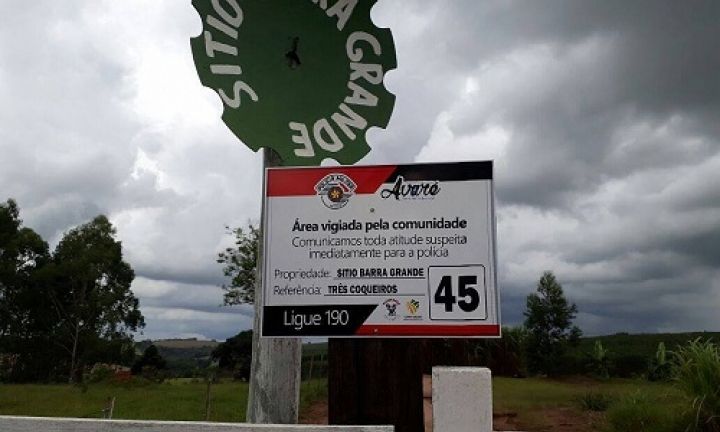 SITIO
RA GRANDE
Avaré
Área vigiada pela comunidade
Comunicamos toda atitude suspeita
imediatamente para a polícia
Propriedade: SITIO BARRA GRANDE
Referência: TRÊS COQUEIROS
45
Ligue 190